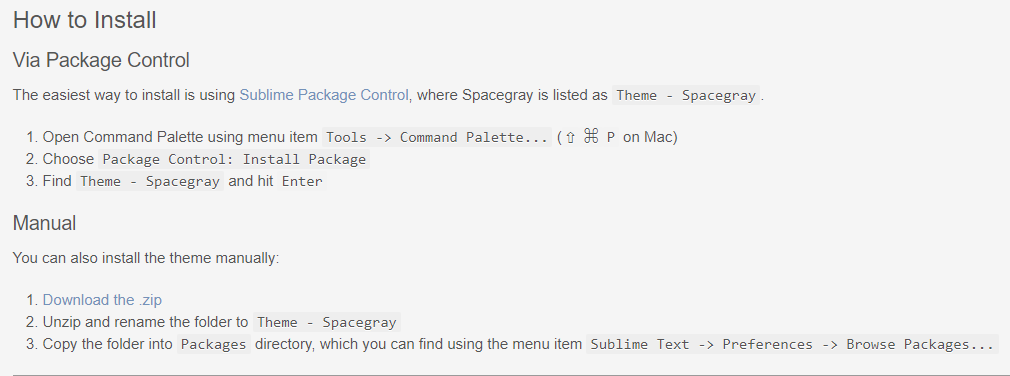 How to Install
Via Package Control
The easiest way to install is using Sublime Package Control, where Spacegray is listed as Theme - Spacegray.
1. Open Command Palette using menu item Tools -> Command Palette... (⇧ ⌘ P on Mac)
2. Choose Package Control: Install Package
3. Find Theme - Spacegray and hit Enter
Manual
You can also install the theme manually:
1. Download the .zip
2. Unzip and rename the folder to Theme - Spacegray
3. Copy the folder into Packages directory, which you can find using the menu item Sublime Text -> Preferences -> Browse Packages...